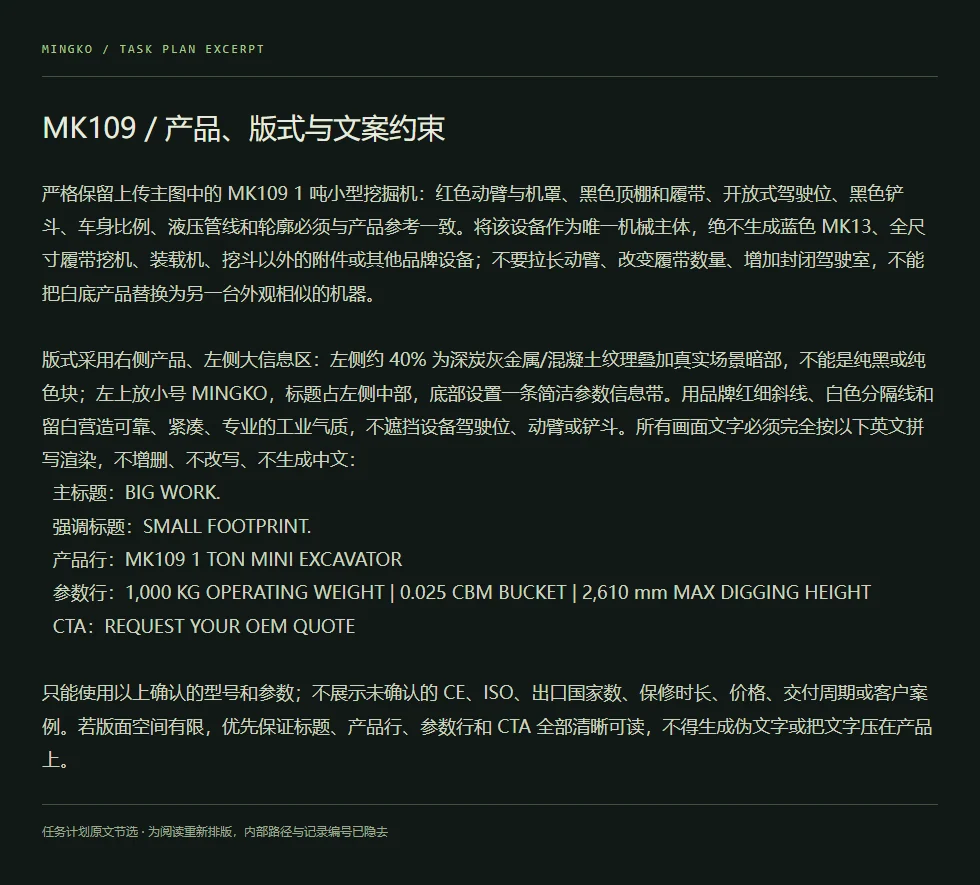 MINGKO / TASK PLAN EXCERPT
MK109 / 产品、版式与文案约束
严格保留上传主图中的 MK109 1 吨小型挖掘机：红色动臂与机罩、黑色顶棚和履带、开放式驾驶位、黑色铲
斗、车身比例、液压管线和轮廓必须与产品参考一致。将该设备作为唯一机械主体，绝不生成蓝色 MK13、全尺
寸履带挖机、装载机、挖斗以外的附件或其他品牌设备；不要拉长动臂、改变履带数量、增加封闭驾驶室，不能
把白底产品替换为另一台外观相似的机器。
版式采用右侧产品、左侧大信息区：左侧约 40% 为深炭灰金属/混凝土纹理叠加真实场景暗部，不能是纯黑或纯
色块；左上放小号 MINGKO，标题占左侧中部，底部设置一条简洁参数信息带。用品牌红细斜线、白色分隔线和
留白营造可靠、紧凑、专业的工业气质，不遮挡设备驾驶位、动臂或铲斗。所有画面文字必须完全按以下英文拼
写渲染，不增删、不改写、不生成中文：
主标题：BIG WORK.
强调标题：SMALL FOOTPRINT.
产品行：MK109 1 TON MINI EXCAVATOR
参数行：1,000 KG OPERATING WEIGHT | 0.025 CBM BUCKET | 2,610 mm MAX DIGGING HEIGHT
CTA：REQUEST YOUR OEM QUOTE
只能使用以上确认的型号和参数；不展示未确认的 CE、ISO、出口国家数、保修时长、价格、交付周期或客户案
例。若版面空间有限，优先保证标题、产品行、参数行和 CTA 全部清晰可读，不得生成伪文字或把文字压在产品
上。
任务计划原文节选 · 为阅读重新排版，内部路径与记录编号已隐去